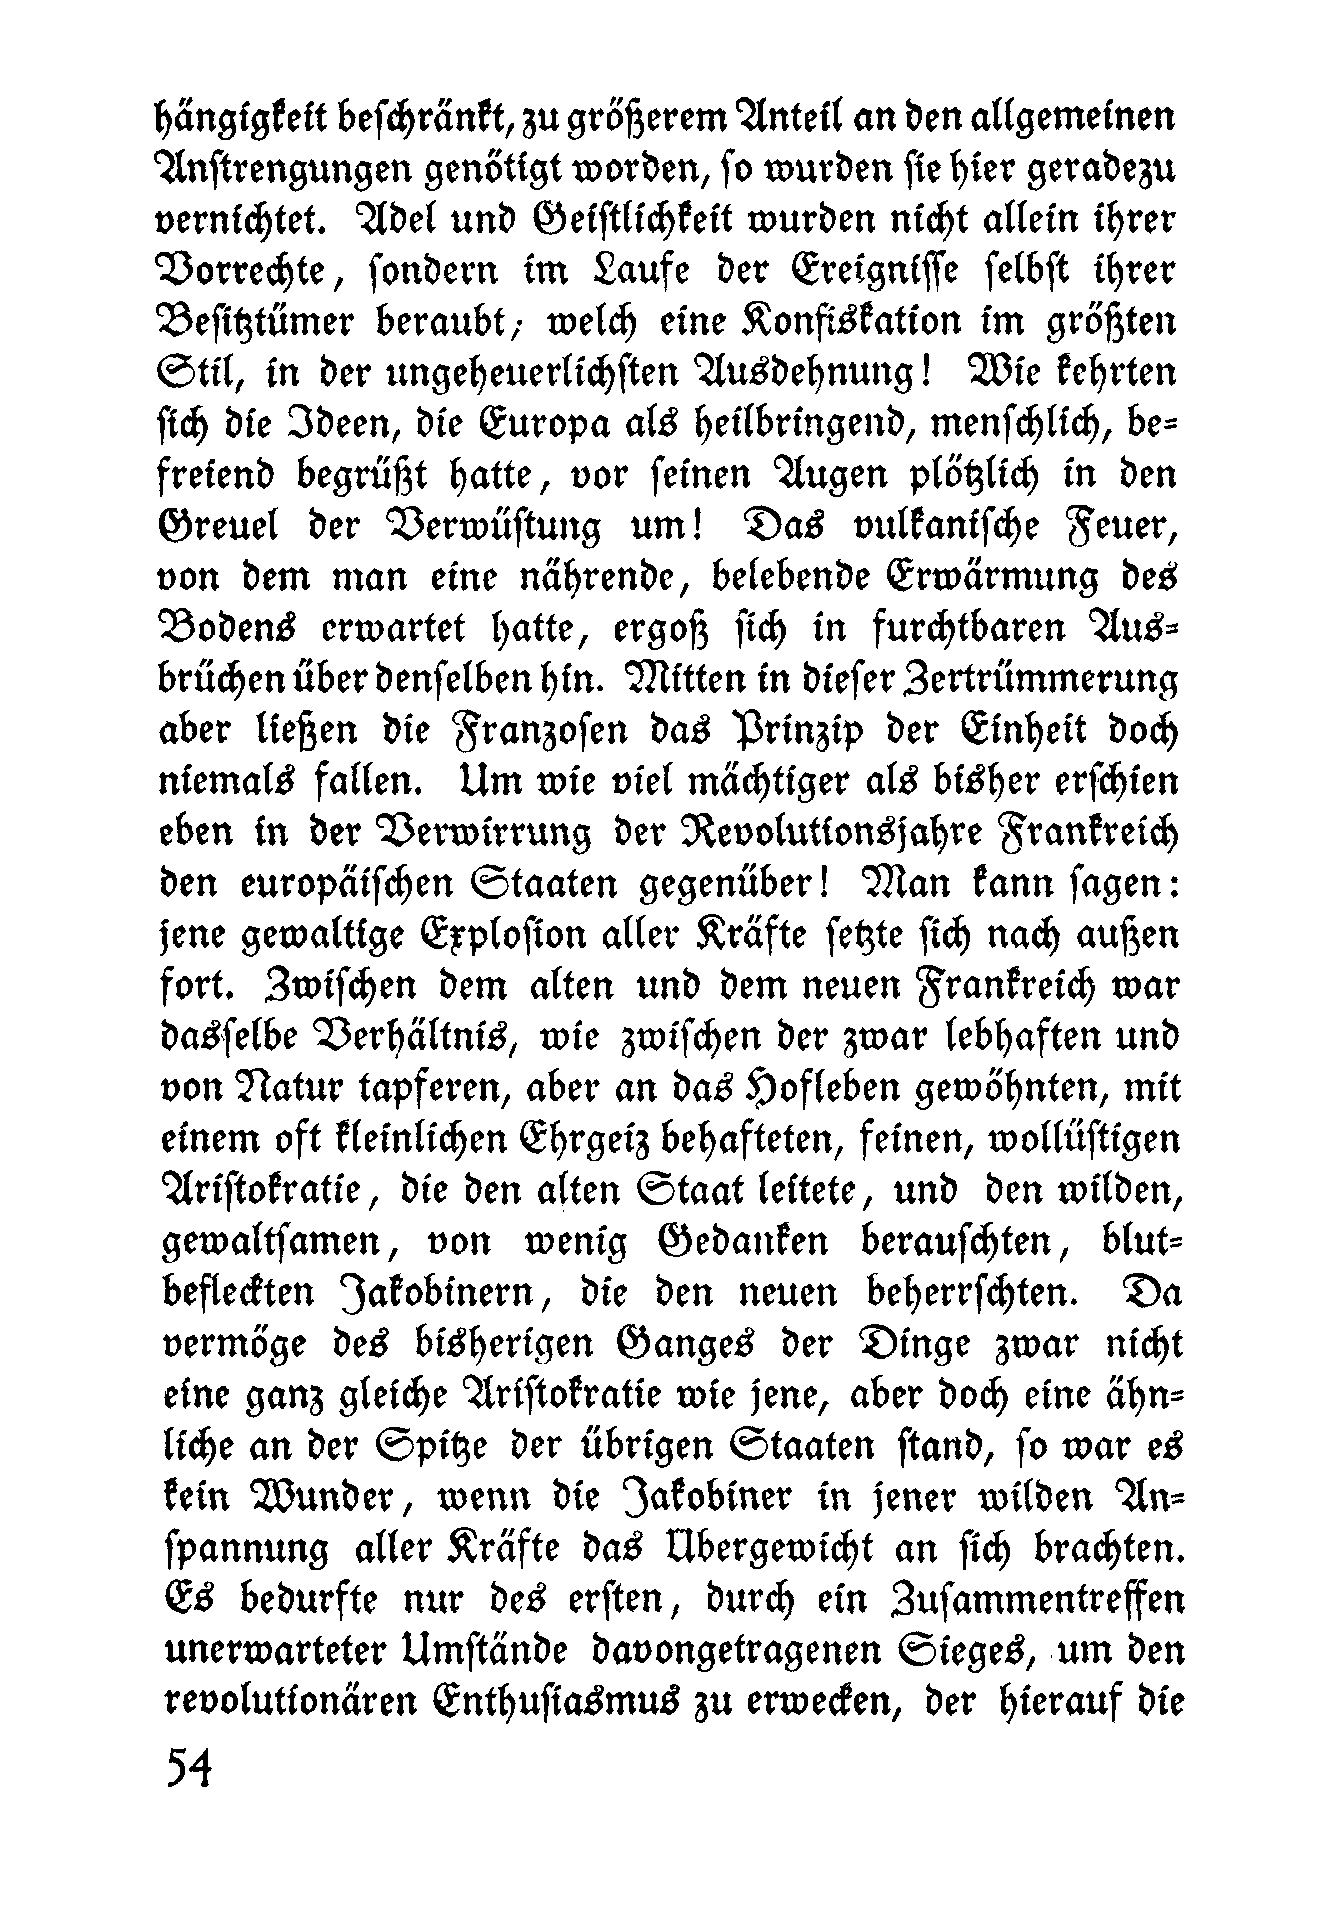 hängigkeit beſchränkt, zu größerem Anteil an den allgemeinen
Anſtrengungen genötigt worden, ſo wurden ſie hier geradezu
vernichtet. Adel und Geiſtlichkeit wurden nicht allein ihrer
Vorrechte, ſondern im Laufe der Ereigniſſe ſelbſt ihrer
Beſitztümer beraubt; welch eine Konfiskation im größten
Stil, in der ungeheuerlichſten Ausdehnung! Wie kehrten
ſich die Ideen, die Europa als heilbringend, menſchlich, be=
freiend begrüßt hatte, vor ſeinen Augen plötzlich in den
Greuel der Verwüſtung um! Das vulkaniſche Feuer,
von dem man eine nährende, belebende Erwärmung des
Bodens erwartet hatte, ergoß ſich in furchtbaren Aus=
brüchen über denſelben hin. Mitten in dieſer Zertrümmerung
aber ließen die Franzoſen das Prinzip der Einheit doch
niemals fallen. Um wie viel mächtiger als bisher erſchien
eben in der Verwirrung der Revolutionsjahre Frankreich
den europäiſchen Staaten gegenüber! Man kann ſagen:
jene gewaltige Exploſion aller Kräfte ſetzte ſich nach außen
fort. Zwiſchen dem alten und dem neuen Frankreich war
dasſelbe Verhältnis, wie zwiſchen der zwar lebhaften und
von Natur tapferen, aber an das Hofleben gewöhnten, mit
einem oft kleinlichen Ehrgeiz behafteten, feinen, wollüſtigen
Ariſtokratie, die den alten Staat leitete, und den wilden,
gewaltſamen, von wenig Gedanken berauſchten, blut=
befleckten Jakobinern, die den neuen beherrſchten. Da
vermöge des bisherigen Ganges der Dinge zwar nicht
eine ganz gleiche Ariſtokratie wie jene, aber doch eine ähn=
liche an der Spitze der übrigen Staaten ſtand, ſo war es
kein Wunder, wenn die Jakobiner in jener wilden An=
ſpannung aller Kräfte das Übergewicht an ſich brachten.
Es bedurfte nur des erſten, durch ein Zuſammentreffen
unerwarteter Umſtände davongetragenen Sieges, um den
revolutionären Enthuſiasmus zu erwecken, der hierauf die
54